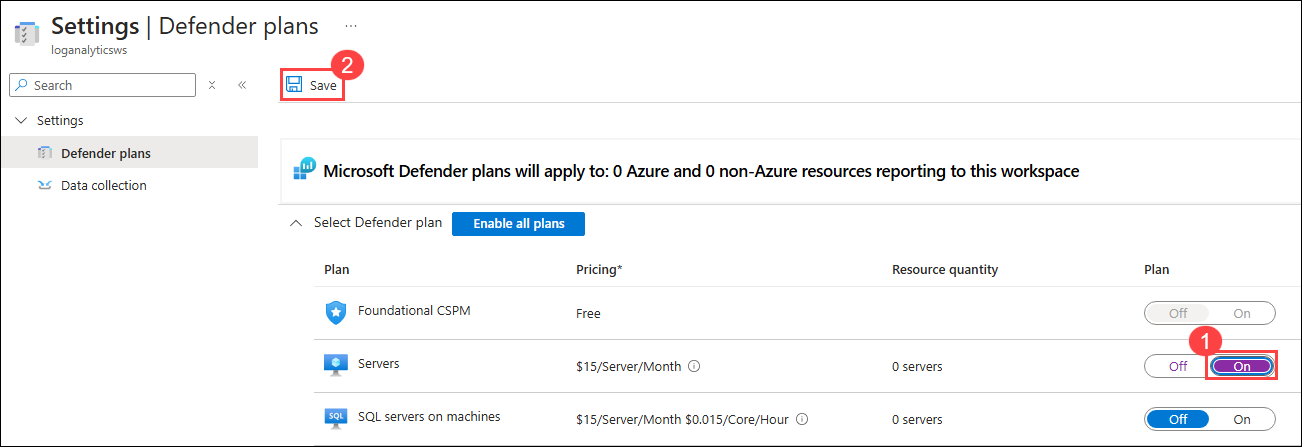 Settings | Defender plans ...
loganalyticsws
Search
2
Save
Settings
Defender plans
Data collection
Microsoft Defender plans will apply to: 0 Azure and 0 non-Azure resources reporting to this workspace
Select Defender plan Enable all plans
Plan Pricing* Resource quantity Plan
Foundational CSPM Free Off On
1
Servers $15/Server/Month 0 servers Off On
SQL SQL servers on machines $15/Server/Month $0.015/Core/Hour 0 servers Off On